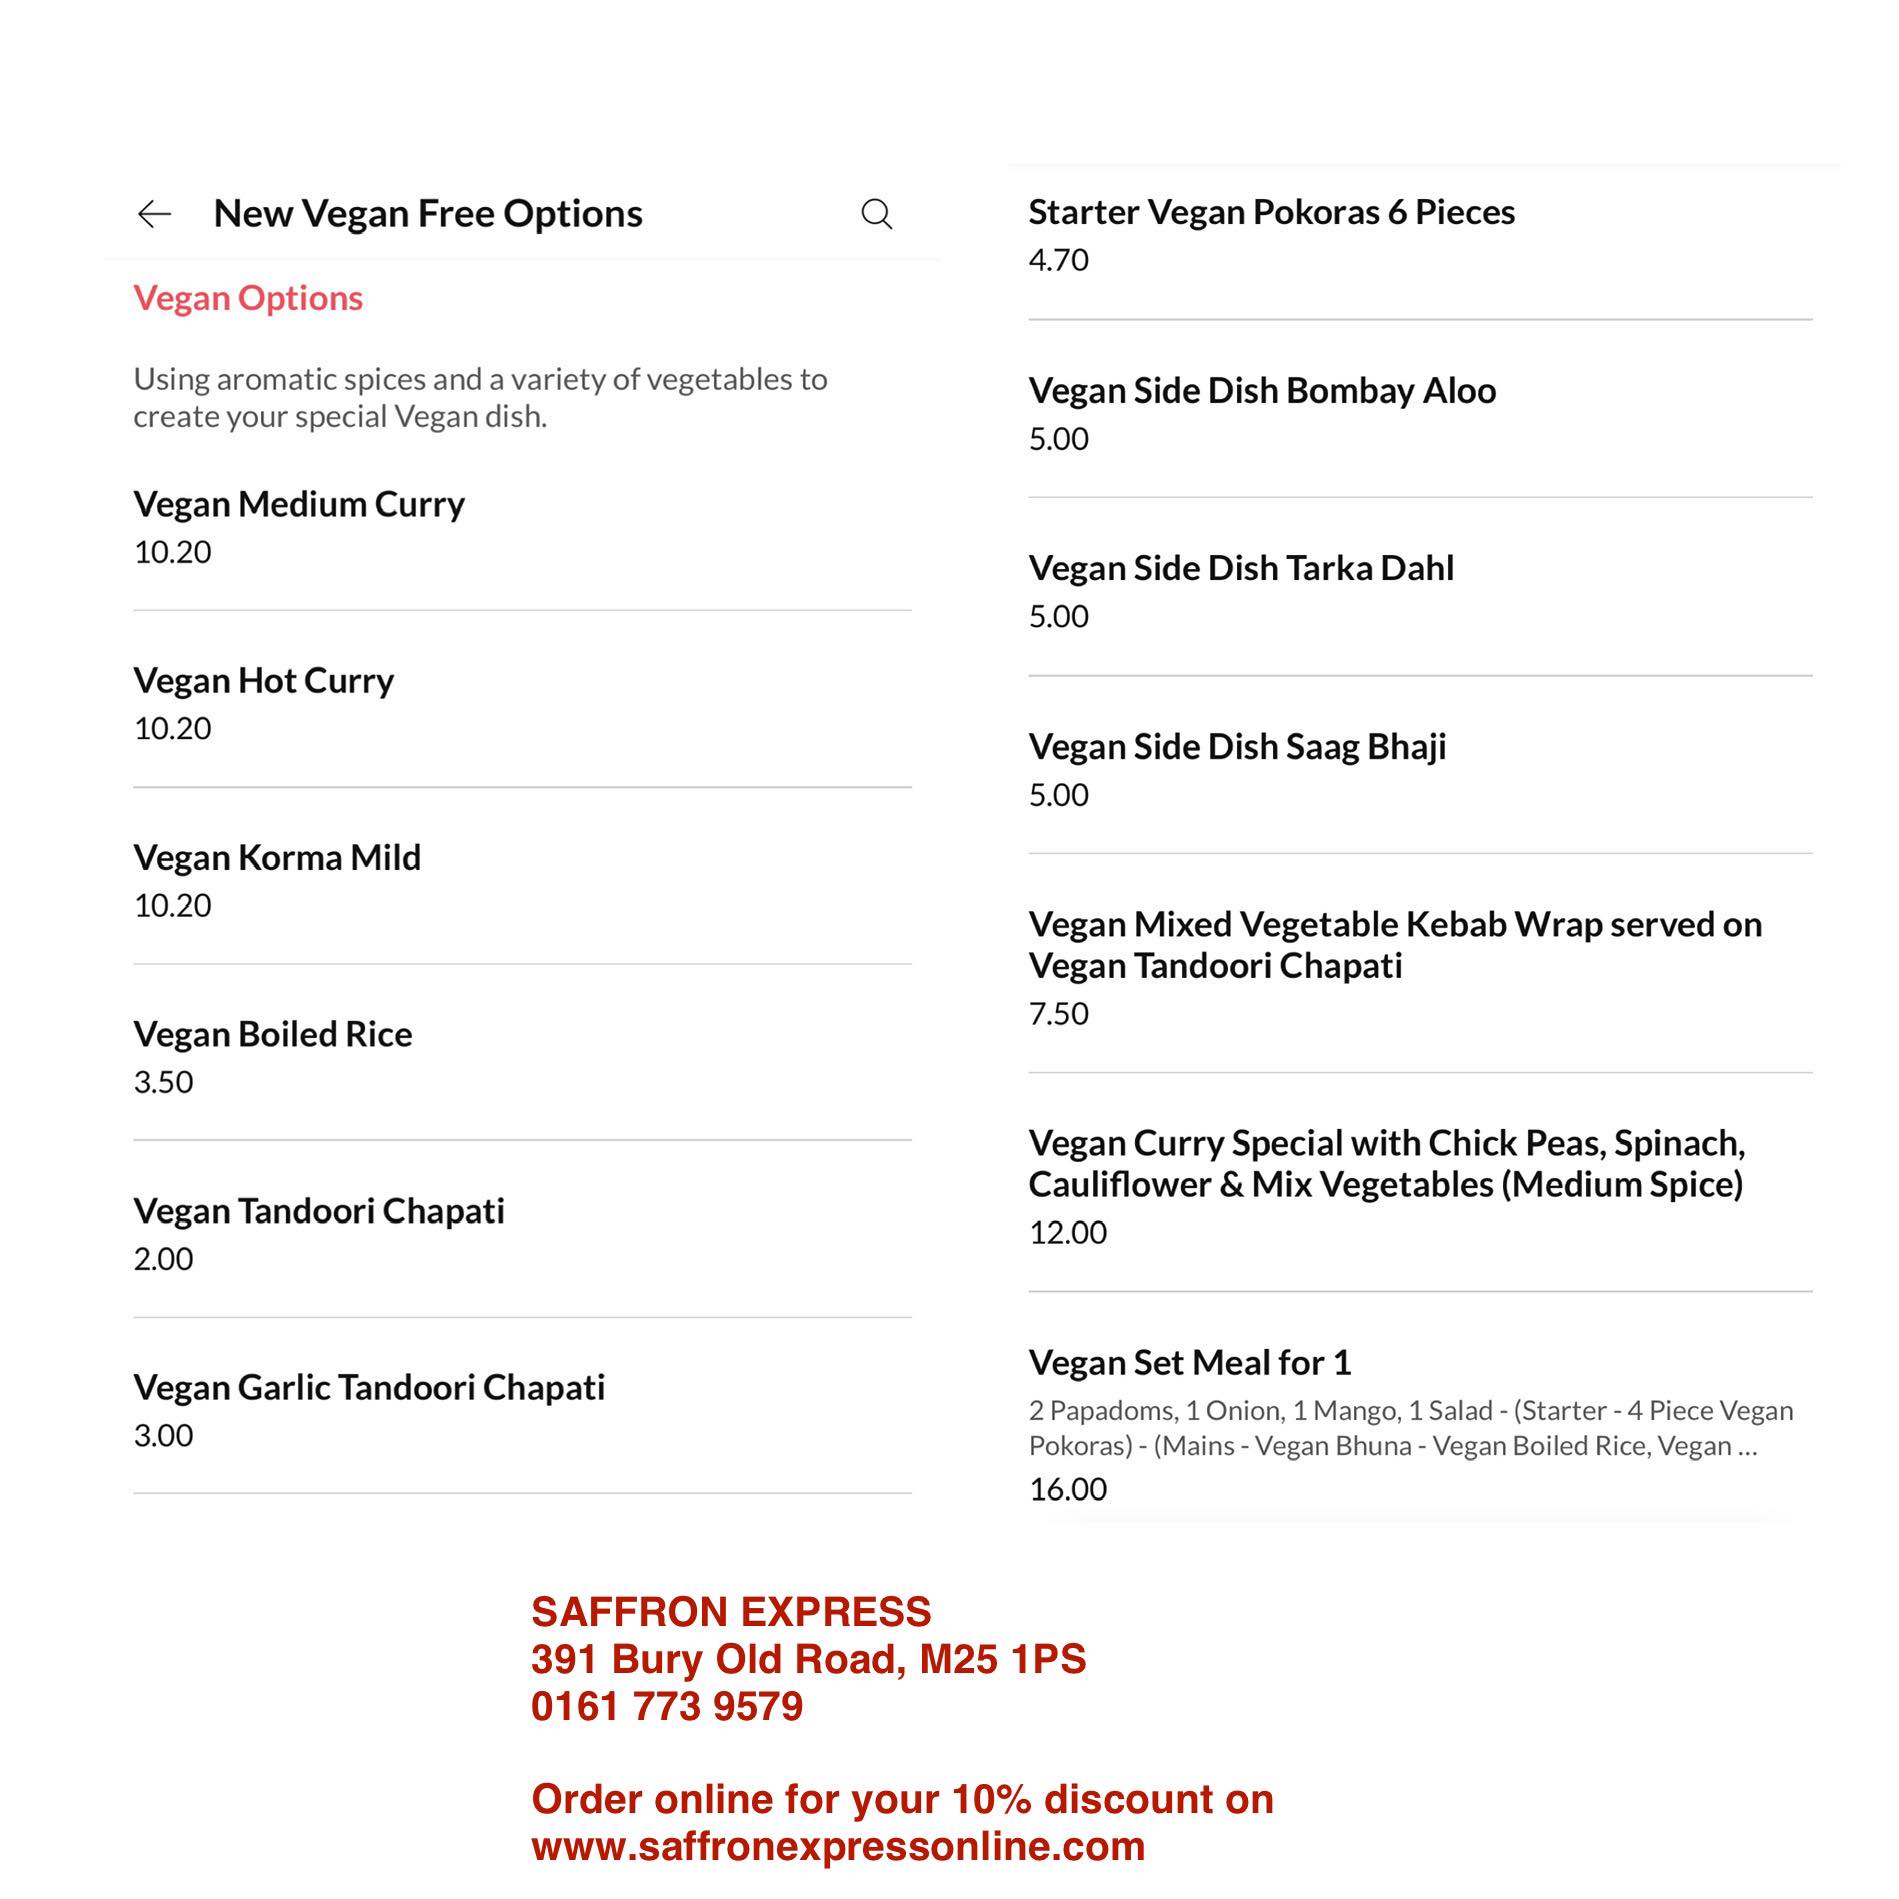 New Vegan Free Options
Vegan Options
Using aromatic spices and a variety of vegetables to
create your special Vegan dish.
Vegan Medium Curry
10.20
Vegan Hot Curry
10.20
Vegan Korma Mild
10.20
Vegan Boiled Rice
3.50
Vegan Tandoori Chapati
2.00
Vegan Garlic Tandoori Chapati
3.00
Starter Vegan Pokoras 6 Pieces
4.70
Vegan Side Dish Bombay Aloo
5.00
Vegan Side Dish Tarka Dahl
5.00
Vegan Side Dish Saag Bhaji
5.00
Vegan Mixed Vegetable Kebab Wrap served on
Vegan Tandoori Chapati
7.50
Vegan Curry Special with Chick Peas, Spinach,
Cauliflower & Mix Vegetables (Medium Spice)
12.00
Vegan Set Meal for 1
2 Papadoms, 1 Onion, 1 Mango, 1 Salad - (Starter - 4 Piece Vegan
Pokoras) - (Mains - Vegan Bhuna - Vegan Boiled Rice, Vegan ...
16.00
SAFFRON EXPRESS
391 Bury Old Road, M25 1PS
0161 773 9579
Order online for your 10% discount on
www.saffronexpressonline.com